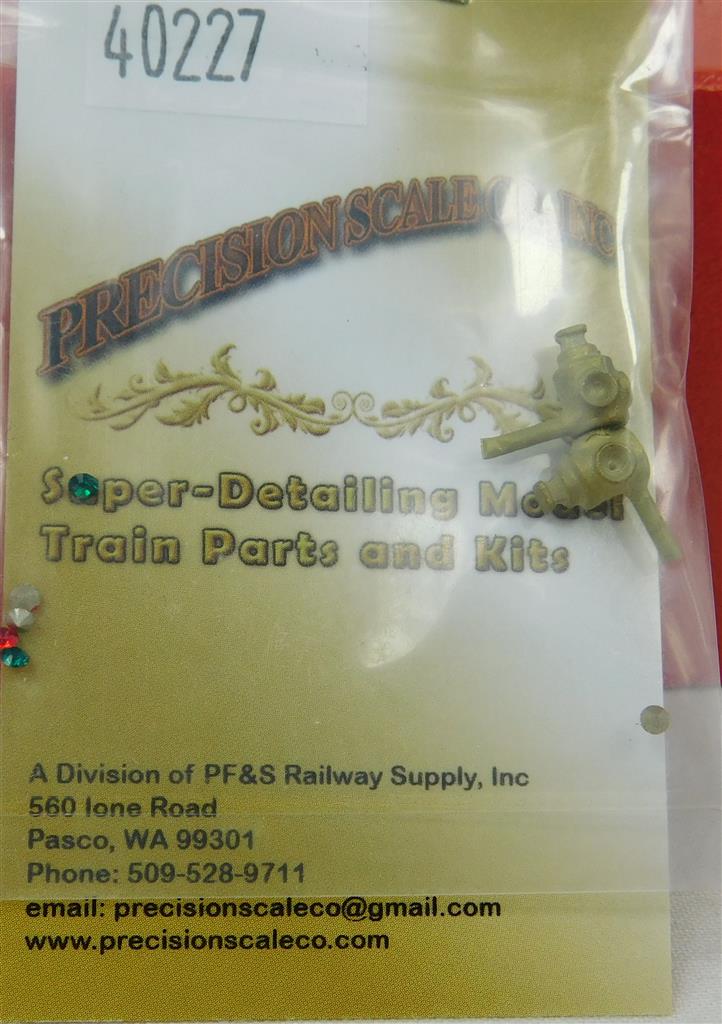 40227
PRECISION SCALE CO. INC
Super-Detailing Model
Train Parts and Kits
A Division of PF&S Railway Supply, Inc
560 Ione Road
Pasco, WA 99301
Phone: 509-528-9711
email: precisionscaleco@gmail.com
www.precisionscaleco.com